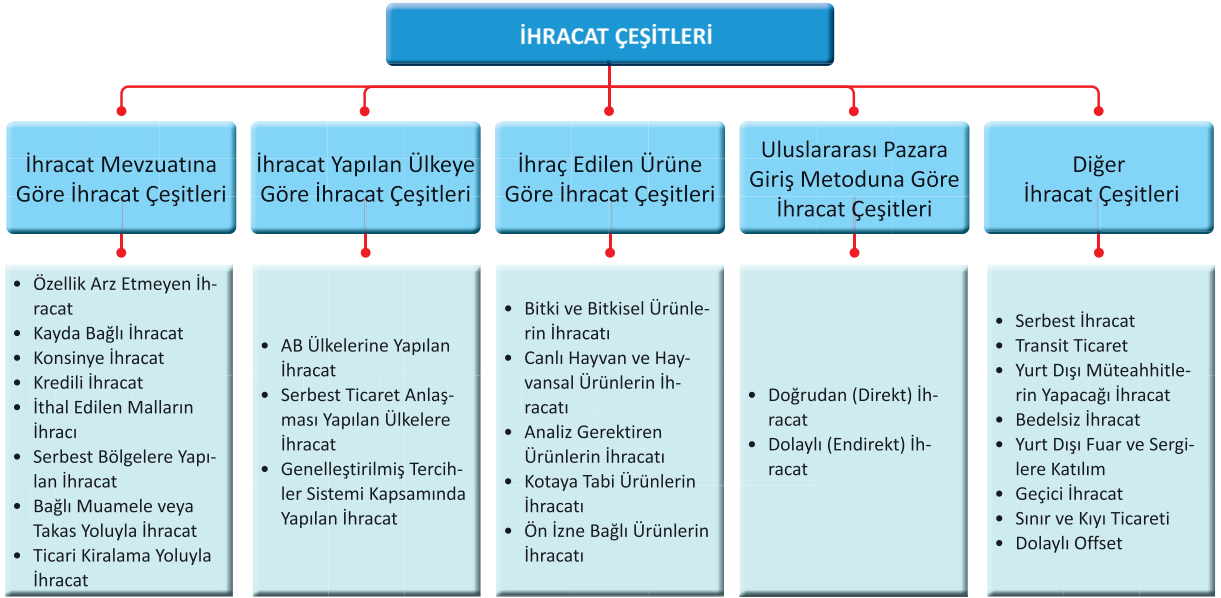 İHRACAT ÇEŞİTLERİ
İhracat Mevzuatına
Göre İhracat Çeşitleri
İhracat Yapılan Ülkeye
Göre İhracat Çeşitleri
İhraç Edilen Ürüne
Göre İhracat Çeşitleri
Uluslararası Pazara
Giriş Metoduna Göre
İhracat Çeşitleri
Diğer
İhracat Çeşitleri
• Özellik Arz Etmeyen İh-
racat
• Kayda Bağlı İhracat
• Konsinye İhracat
• Kredili İhracat
• İthal Edilen Malların
İhracı
• Serbest Bölgelere Yapı-
lan İhracat
• Bağlı Muamele veya
Takas Yoluyla İhracat
• Ticari Kiralama Yoluyla
İhracat
• AB Ülkelerine Yapılan
İhracat
• Serbest Ticaret Anlaş-
ması Yapılan Ülkelere
İhracat
• Genelleştirilmiş Tercih-
ler Sistemi Kapsamında
Yapılan İhracat
• Bitki ve Bitkisel Ürünle-
rin İhracatı
• Canlı Hayvan ve Hay-
vansal Ürünlerin İh-
racatı
• Analiz Gerektiren
Ürünlerin İhracatı
• Kotaya Tabi Ürünlerin
İhracatı
• Ön İzne Bağlı Ürünlerin
İhracatı
• Doğrudan (Direkt) İh-
racat
• Dolaylı (Endirekt) İh-
racat
• Serbest İhracat
• Transit Ticaret
• Yurt Dışı Müteahhitle-
rin Yapacağı İhracat
• Bedelsiz İhracat
• Yurt Dışı Fuar ve Sergi-
lere Katılım
• Geçici İhracat
• Sınır ve Kıyı Ticareti
• Dolaylı Offset